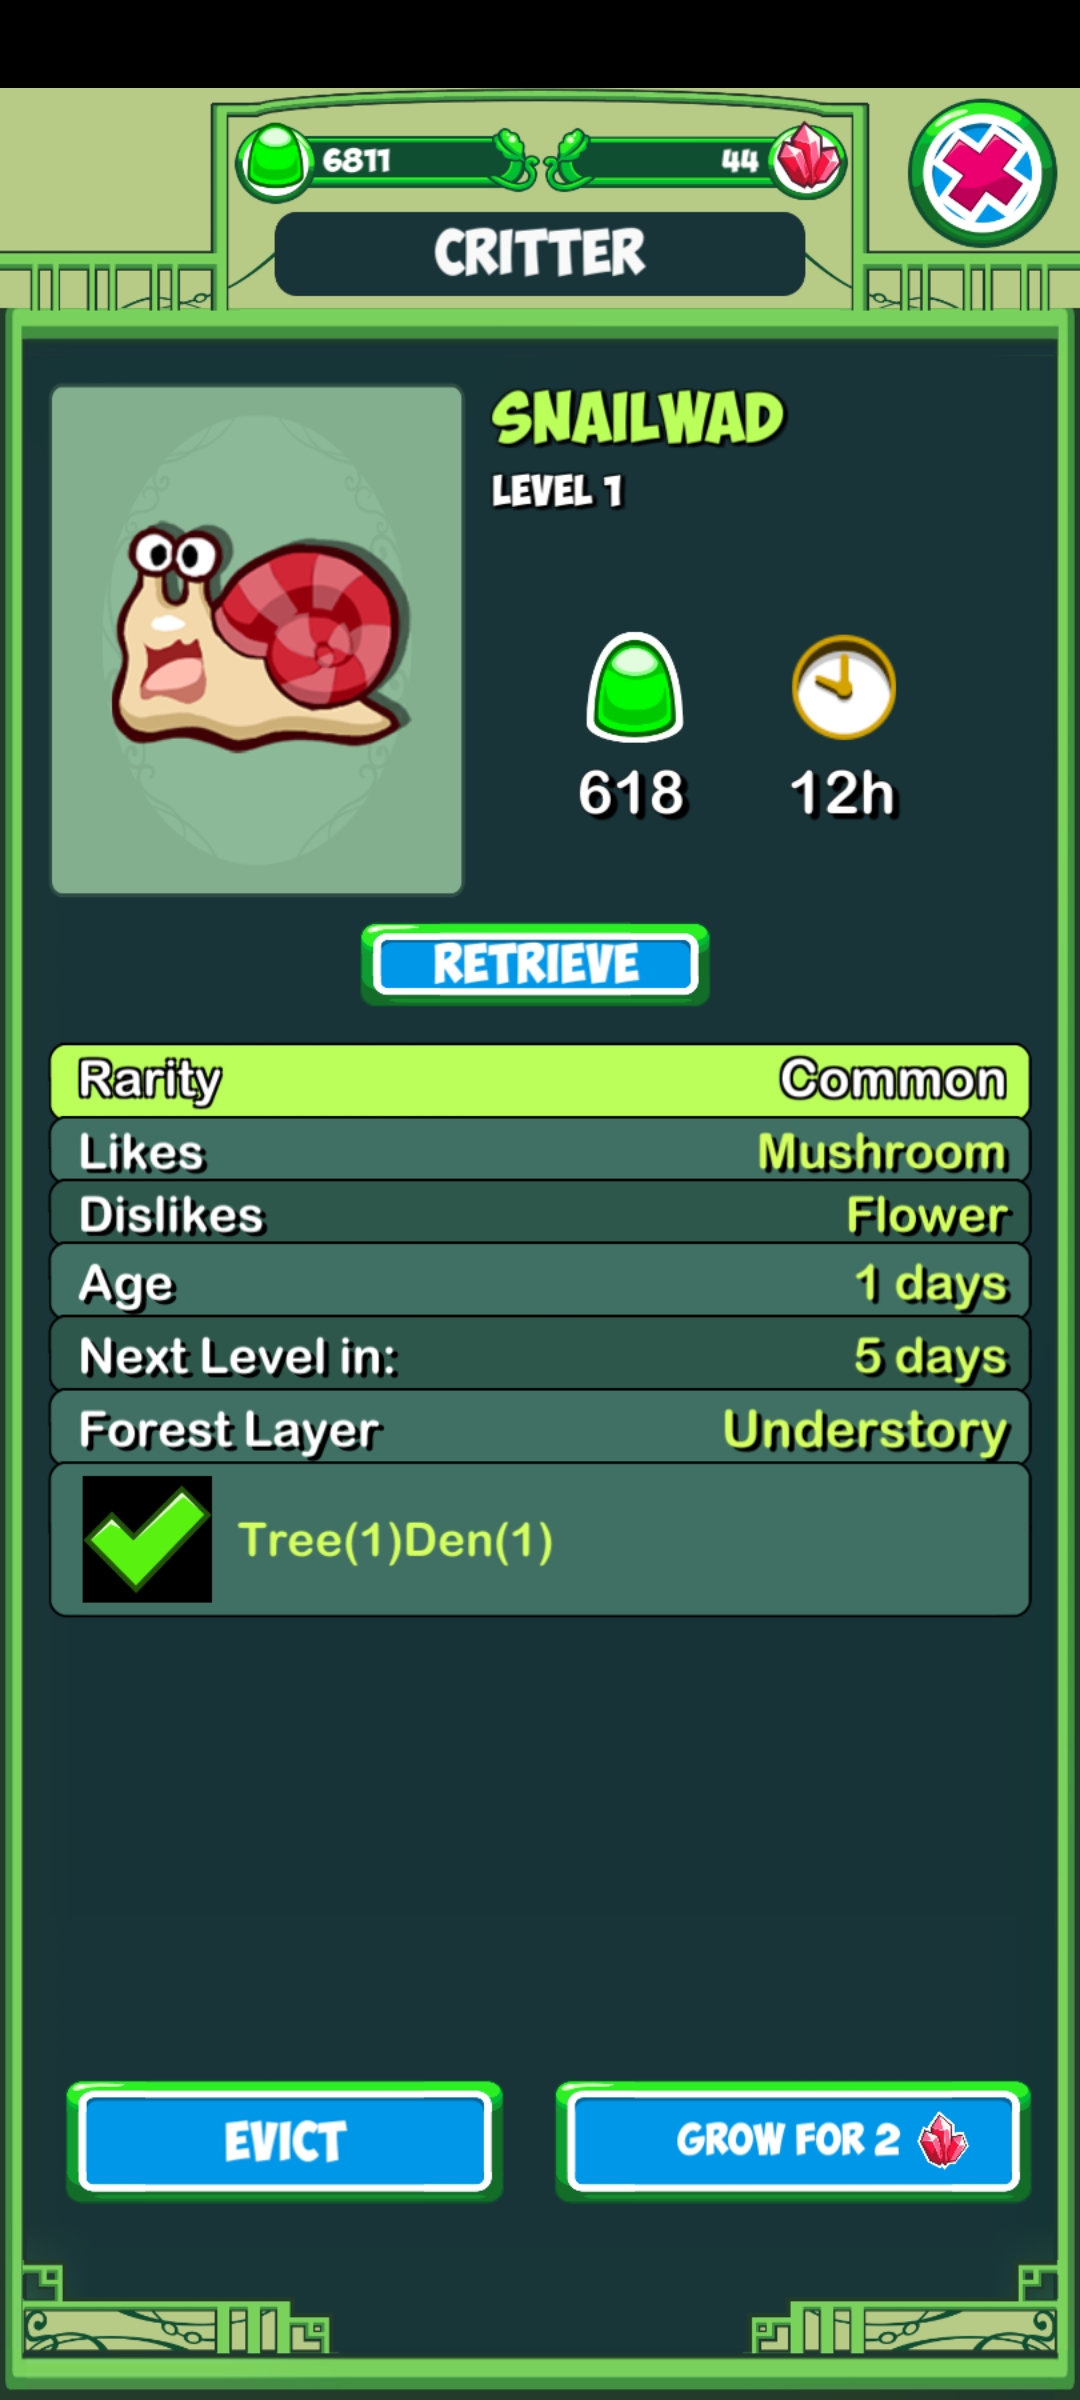 6811 44
CRITTER
SNAILWAD
LEVEL 1
618 12h
RETRIEVE
Rarity Common
Likes Mushroom
Dislikes Flower
Age 1 days
Next Level in: 5 days
Forest Layer Understory
Tree(1)Den(1)
EVICT GROW FOR 2